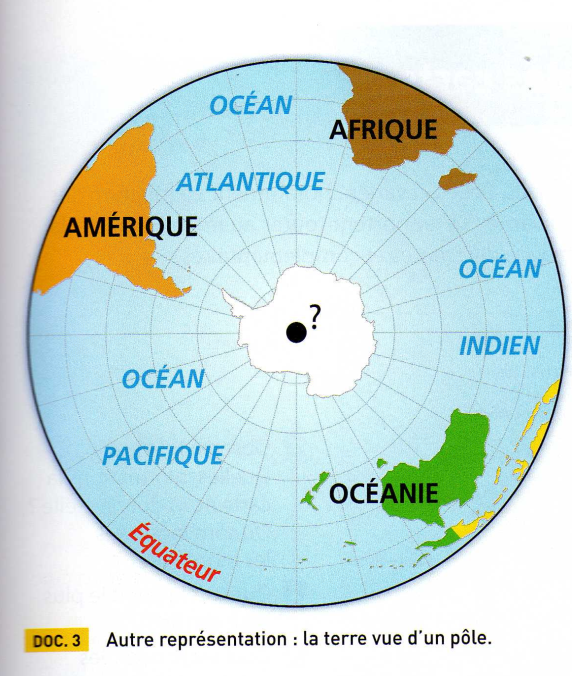 OCÉAN
AFRIQUE
ATLANTIQUE
AMÉRIQUE
OCÉAN
?
INDIEN
OCÉAN
PACIFIQUE
OCÉANIE
Équateur
DOC. 3 Autre représentation : la terre vue d'un pôle.